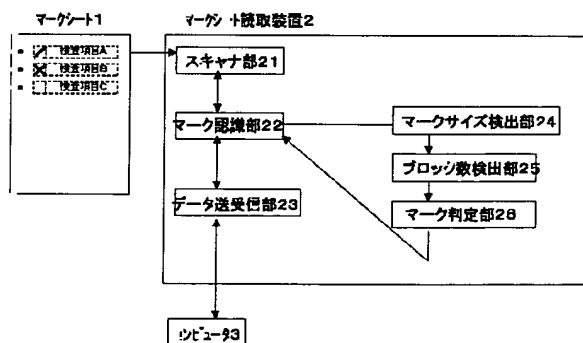 マークシート1
検査項目A
検査項目B
検査項目C
マークシート読取装置2
スキャナ部21
マーク認識部22
データ送受信部23
マークサイズ検出部24
ブロッジ数検出部25
マーク判定部26
コンピュータ3